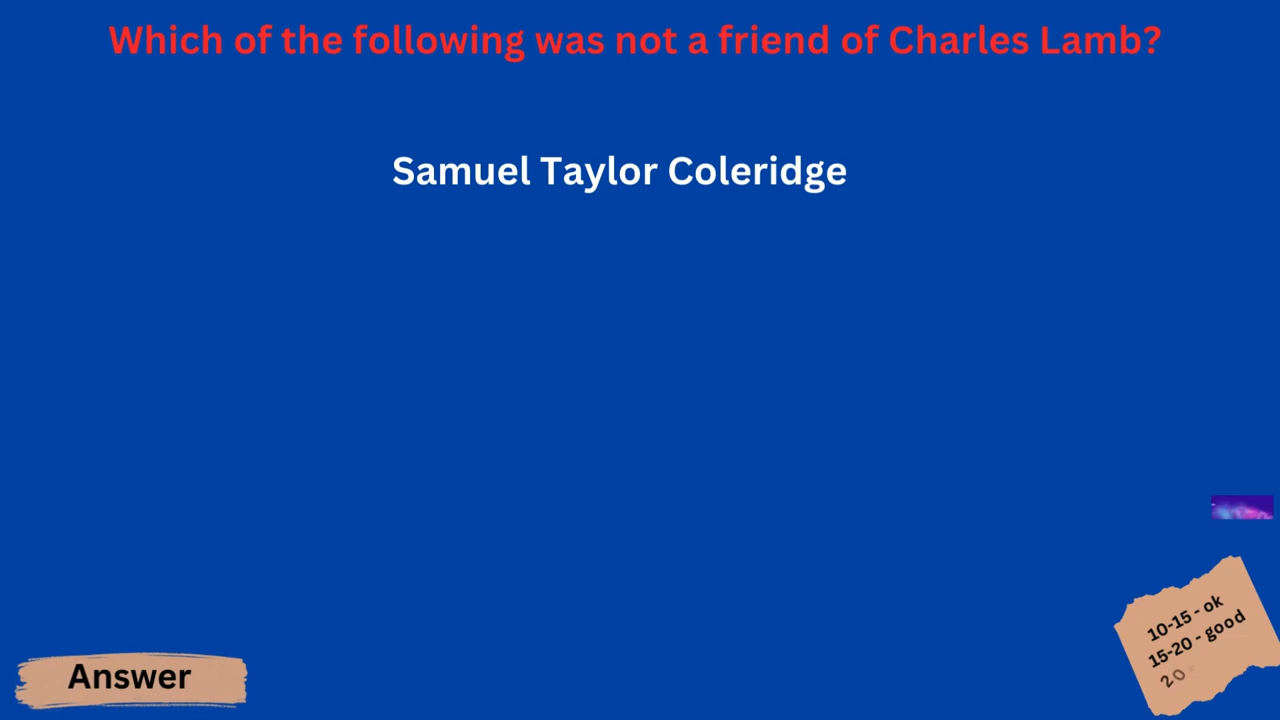 Which of the following was not a friend of Charles Lamb?
Samuel Taylor Coleridge
10-15 - ok
15-20 - good
20
Answer